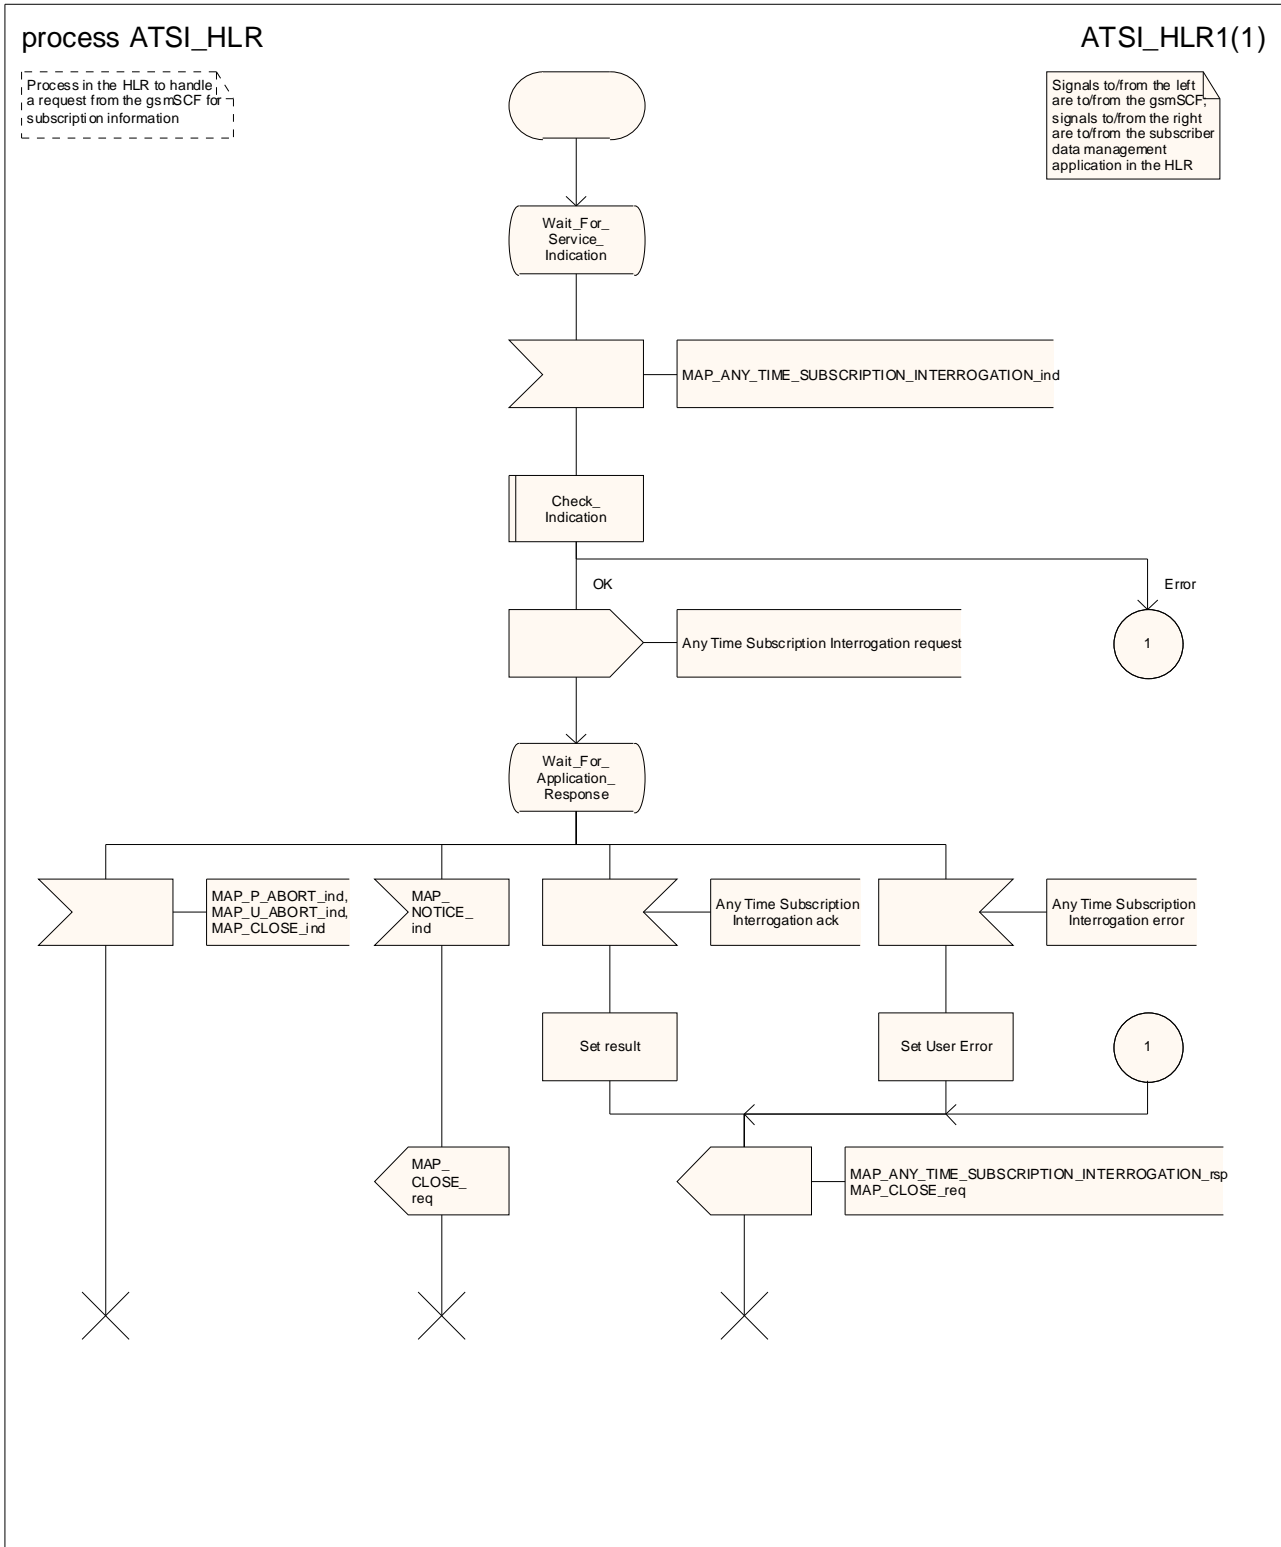 process ATSI_HLR
ATSI_HLR1(1)
Process in the HLR to handle
a request from the gsmSCF for
subscription information
Signals to/from the left
are to/from the gsmSCF;
signals to/from the right
are to/from the subscriber
data management
application in the HLR
Wait_For_
Service_
Indication
MAP_ANY_TIME_SUBSCRIPTION_INTERROGATION_ind
Check_
Indication
OK
Error
Any Time Subscription Interrogation request
1
Wait_For_
Application_
Response
MAP_P_ABORT_ind,
MAP_U_ABORT_ind,
MAP_CLOSE_ind
MAP_
NOTICE_
ind
Any Time Subscription
Interrogation ack
Any Time Subscription
Interrogation error
Set result
Set User Error
1
MAP_
CLOSE_
req
MAP_ANY_TIME_SUBSCRIPTION_INTERROGATION_rsp
MAP_CLOSE_req